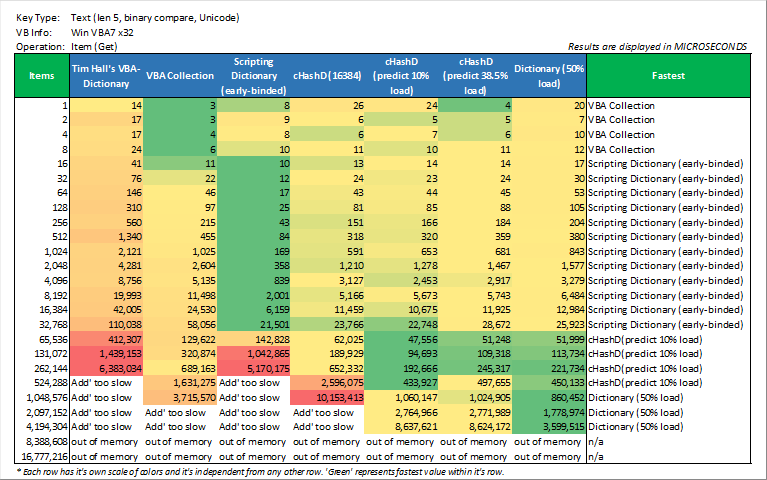 Key Type: Text (len 5, binary compare, Unicode)
VB Info: Win VBA7 x32
Operation: Item (Get)
Results are displayed in MICROSECONDS
Items Tim Hall's VBA-Dictionary VBA Collection Scripting Dictionary (early-binded) cHashD (16384) cHashD (predict 10% load) cHashD (predict 38.5% load) Dictionary (50% load) Fastest
1 14 3 8 26 24 4 20 VBA Collection
2 17 3 9 6 5 5 7 VBA Collection
4 17 4 8 6 7 6 10 VBA Collection
8 24 6 10 11 10 11 12 VBA Collection
16 41 11 10 13 14 14 17 Scripting Dictionary (early-binded)
32 76 22 12 24 23 24 30 Scripting Dictionary (early-binded)
64 146 46 17 43 44 45 53 Scripting Dictionary (early-binded)
128 310 97 25 81 85 88 105 Scripting Dictionary (early-binded)
256 560 215 43 151 166 184 204 Scripting Dictionary (early-binded)
512 1,340 455 84 318 320 359 380 Scripting Dictionary (early-binded)
1,024 2,121 1,025 169 591 653 681 843 Scripting Dictionary (early-binded)
2,048 4,281 2,604 358 1,210 1,278 1,467 1,577 Scripting Dictionary (early-binded)
4,096 8,756 5,135 839 3,127 2,453 2,917 3,279 Scripting Dictionary (early-binded)
8,192 19,993 11,498 2,001 5,166 5,673 5,743 6,484 Scripting Dictionary (early-binded)
16,384 42,005 24,530 6,159 11,459 10,675 11,925 12,984 Scripting Dictionary (early-binded)
32,768 110,038 58,056 21,501 23,766 22,748 28,672 25,923 Scripting Dictionary (early-binded)
65,536 412,307 129,622 142,828 62,025 47,556 51,248 51,999 cHashD(predict 10% load)
131,072 1,439,153 320,874 1,042,865 189,929 94,693 109,318 113,734 cHashD(predict 10% load)
262,144 6,383,034 689,163 5,170,175 652,332 192,666 245,317 221,734 cHashD(predict 10% load)
524,288 Add' too slow 1,631,275 Add' too slow 2,596,075 433,927 497,655 450,133 cHashD(predict 10% load)
1,048,576 Add' too slow 3,715,570 Add' too slow 10,153,413 1,060,147 1,024,905 860,452 Dictionary (50% load)
2,097,152 Add' too slow Add' too slow Add' too slow Add' too slow 2,764,966 2,771,989 1,778,974 Dictionary (50% load)
4,194,304 Add' too slow Add' too slow Add' too slow Add' too slow 8,637,621 8,624,172 3,599,515 Dictionary (50% load)
8,388,608 out of memory out of memory out of memory out of memory out of memory out of memory out of memory n/a
16,777,216 out of memory out of memory out of memory out of memory out of memory out of memory out of memory n/a
* Each row has it's own scale of colors and it's independent from any other row. 'Green' represents fastest value within it's row.